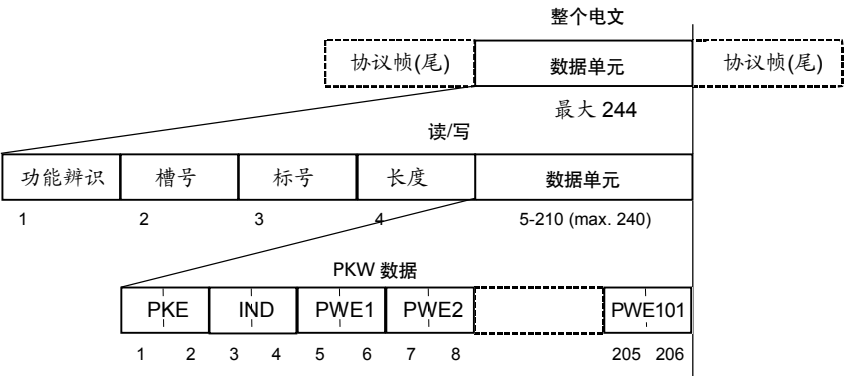 整个电文
协议帧(尾) 数据单元 协议帧(尾)
最大 244
读/写
功能辨识 槽号 标号 长度 数据单元
1 2 3 4 5-210 (max. 240)
PKW 数据
PKE IND PWE1 PWE2 PWE101
1 2 3 4 5 6 7 8 205 206